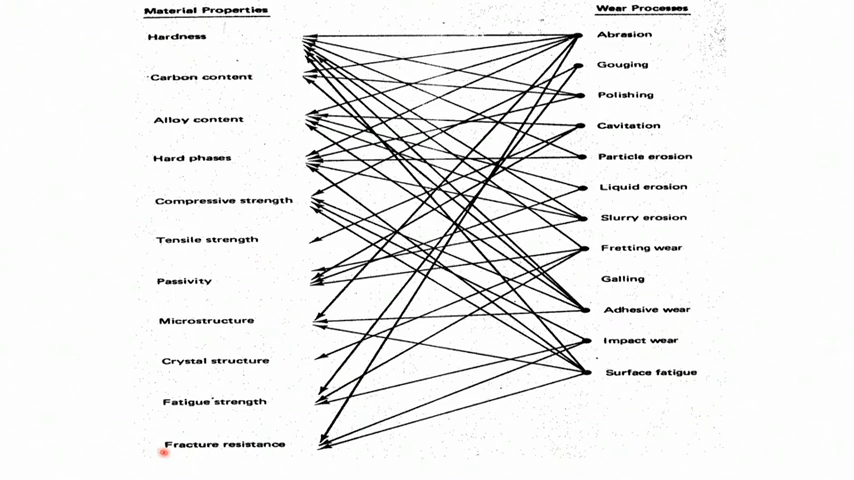 Material Properties
Wear Processes
Hardness
Carbon content
Alloy content
Hard phases
Compressive strength
Tensile strength
Passivity
Microstructure
Crystal structure
Fatigue strength
Fracture resistance
Abrasion
Gouging
Polishing
Cavitation
Particle erosion
Liquid erosion
Slurry erosion
Fretting wear
Galling
Adhesive wear
Impact wear
Surface fatigue